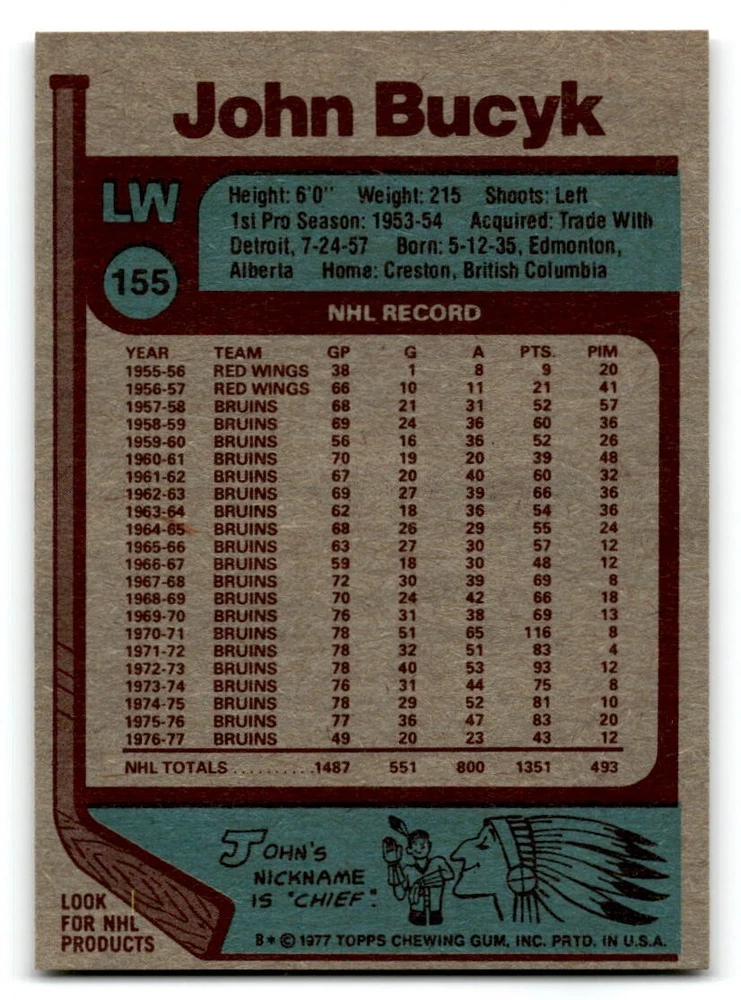 John Bucyk
LW
155
Height: 6'0" Weight: 215 Shoots: Left
1st Pro Season: 1953-54 Acquired: Trade With
Detroit, 7-24-57 Born: 5-12-35, Edmonton,
Alberta Home: Creston, British Columbia
NHL RECORD
YEAR TEAM GP G A PTS. PIM
1955-56 RED WINGS 38 1 8 9 20
1956-57 RED WINGS 66 10 11 21 41
1957-58 BRUINS 68 21 31 52 57
1958-59 BRUINS 69 24 36 60 36
1959-60 BRUINS 56 16 36 52 26
1960-61 BRUINS 70 19 20 39 48
1961-62 BRUINS 67 20 40 60 32
1962-63 BRUINS 69 27 39 66 36
1963-64 BRUINS 62 18 36 54 36
1964-65 BRUINS 68 26 29 55 24
1965-66 BRUINS 63 27 30 57 12
1966-67 BRUINS 59 18 30 48 12
1967-68 BRUINS 72 30 39 69 8
1968-69 BRUINS 70 24 42 66 18
1969-70 BRUINS 76 31 38 69 13
1970-71 BRUINS 78 51 65 116 8
1971-72 BRUINS 78 32 51 83 4
1972-73 BRUINS 78 40 53 93 12
1973-74 BRUINS 76 31 44 75 8
1974-75 BRUINS 78 29 52 81 10
1975-76 BRUINS 77 36 47 83 20
1976-77 BRUINS 49 20 23 43 12
NHL TOTALS..........1487 551 800 1351 493
JOHN'S
NICKNAME
IS "CHIEF".
LOOK
FOR NHL
PRODUCTS
B * © 1977 TOPPS CHEWING GUM, INC. PRTD. IN U.S.A.